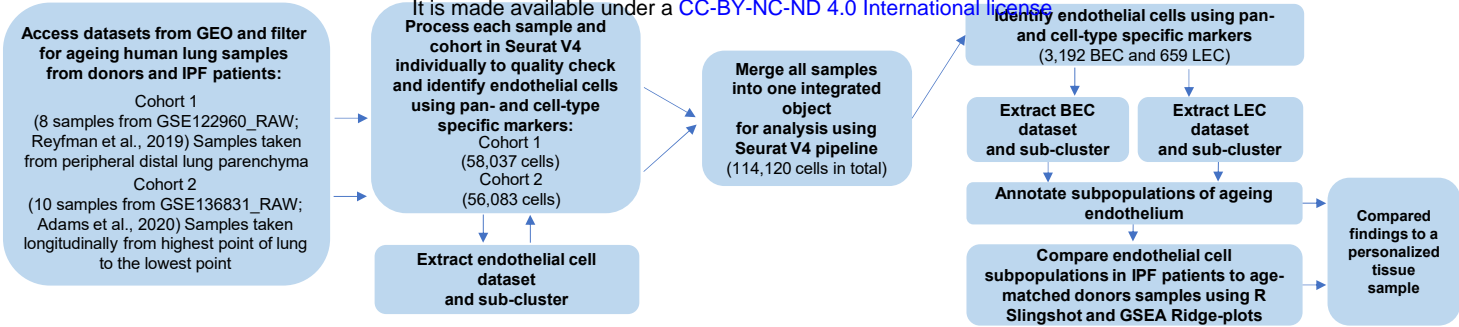 It is made available under a CC-BY-NC-ND 4.0 International license
Access datasets from GEO and filter
for ageing human lung samples
from donors and IPF patients:
Cohort 1
(8 samples from GSE122960_RAW;
Reyfman et al., 2019) Samples taken
from peripheral distal lung parenchyma
Cohort 2
(10 samples from GSE136831_RAW;
Adams et al., 2020) Samples taken
longitudinally from highest point of lung
to the lowest point
Process each sample and
cohort in Seurat V4
individually to quality check
and identify endothelial cells
using pan- and cell-type
specific markers:
Cohort 1
(58,037 cells)
Cohort 2
(56,083 cells)
Extract endothelial cell
dataset
and sub-cluster
Merge all samples
into one integrated
object
for analysis using
Seurat V4 pipeline
(114,120 cells in total)
Identify endothelial cells using pan-
and cell-type specific markers
(3,192 BEC and 659 LEC)
Extract BEC
dataset
and sub-cluster
Extract LEC
dataset
and sub-cluster
Annotate subpopulations of ageing
endothelium
Compare endothelial cell
subpopulations in IPF patients to age-
matched donors samples using R
Slingshot and GSEA Ridge-plots
Compared
findings to a
personalized
tissue
sample